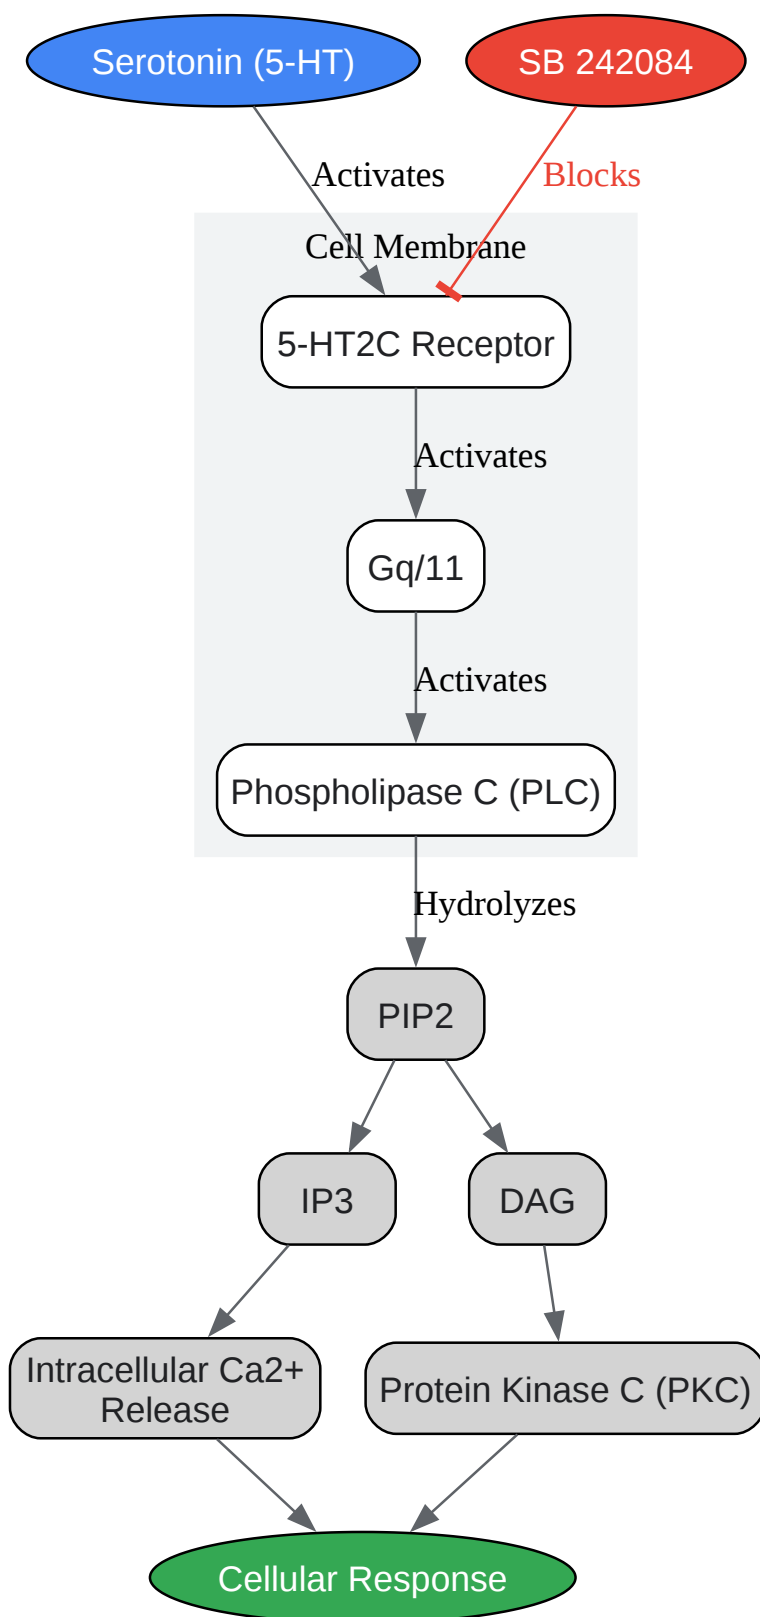 Serotonin (5-HT)
SB 242084
Activates
Blocks
Cell Membrane
5-HT2C Receptor
Activates
Gq/11
Activates
Phospholipase C (PLC)
Hydrolyzes
PIP2
IP3
DAG
Intracellular Ca2+
Release
Protein Kinase C (PKC)
Cellular Response